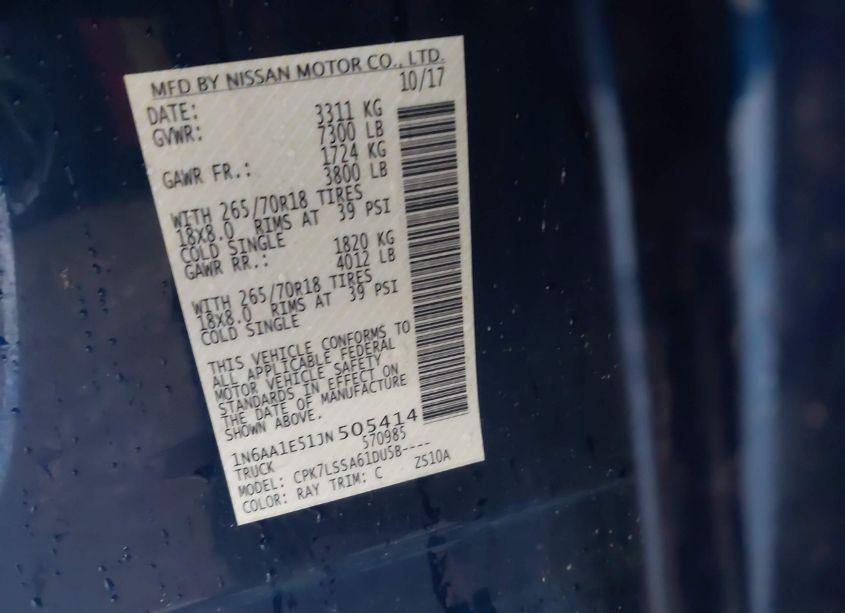 MFD BY NISSAN MOTOR CO., LTD.
DATE: 10/17
GVWR: 3311 KG
7300 LB
GAWR FR.: 1724 KG
3800 LB
WITH 265/70R18 TIRES
18X8.0 RIMS AT 39 PSI
COLD SINGLE
GAWR RR.: 1820 KG
4012 LB
WITH 265/70R18 TIRES
18X8.0 RIMS AT 39 PSI
COLD SINGLE
THIS VEHICLE CONFORMS TO
ALL APPLICABLE FEDERAL
MOTOR VEHICLE SAFETY
STANDARDS IN EFFECT ON
THE DATE OF MANUFACTURE
SHOWN ABOVE.
1N6AA1E51JN505414
TRUCK 570985
MODEL: CPK7LSSA61DU5B----
COLOR: RAY TRIM: C ZS10A